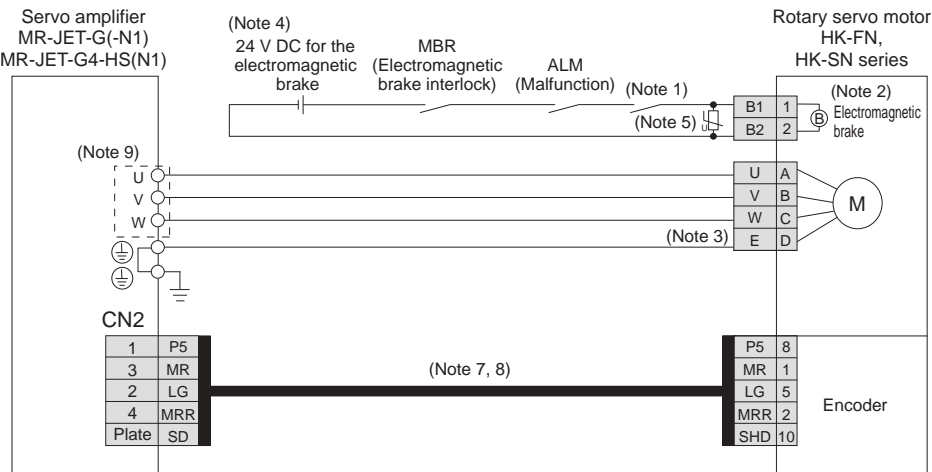 Servo amplifier
MR-JET-G(-N1)
MR-JET-G4-HS(N1)
(Note 4)
24 V DC for the
electromagnetic
brake
MBR
(Electromagnetic
brake interlock)
ALM
(Malfunction)
(Note 1)
(Note 5)
U
Rotary servo motor
HK-FN,
HK-SN series
(Note 2)
B1 1
B2 2
B
Electromagnetic
brake
(Note 9)
U
V
W
(Note 3)
U A
V B
W C
E D
M
CN2
1 P5
3 MR
2 LG
4 MRR
Plate SD
(Note 7, 8)
P5 8
MR 1
LG 5
MRR 2
SHD 10
Encoder